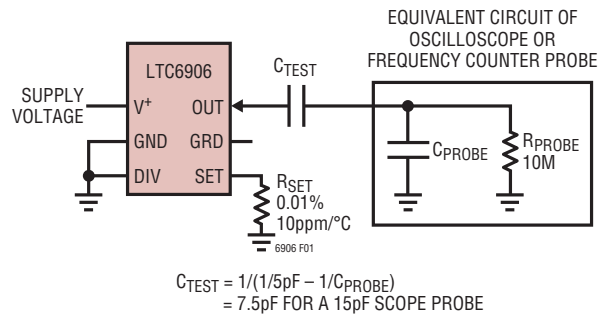 EQUIVALENT CIRCUIT OF
OSCILLOSCOPE OR
FREQUENCY COUNTER PROBE
LTC6906
SUPPLY
VOLTAGE
V+
GND
DIV
OUT
GRD
SET
CTEST
CPROBE
RPROBE
10M
RSET
0.01%
10ppm/°C
6906 F01
CTEST = 1/(1/5pF – 1/CPROBE)
= 7.5pF FOR A 15pF SCOPE PROBE